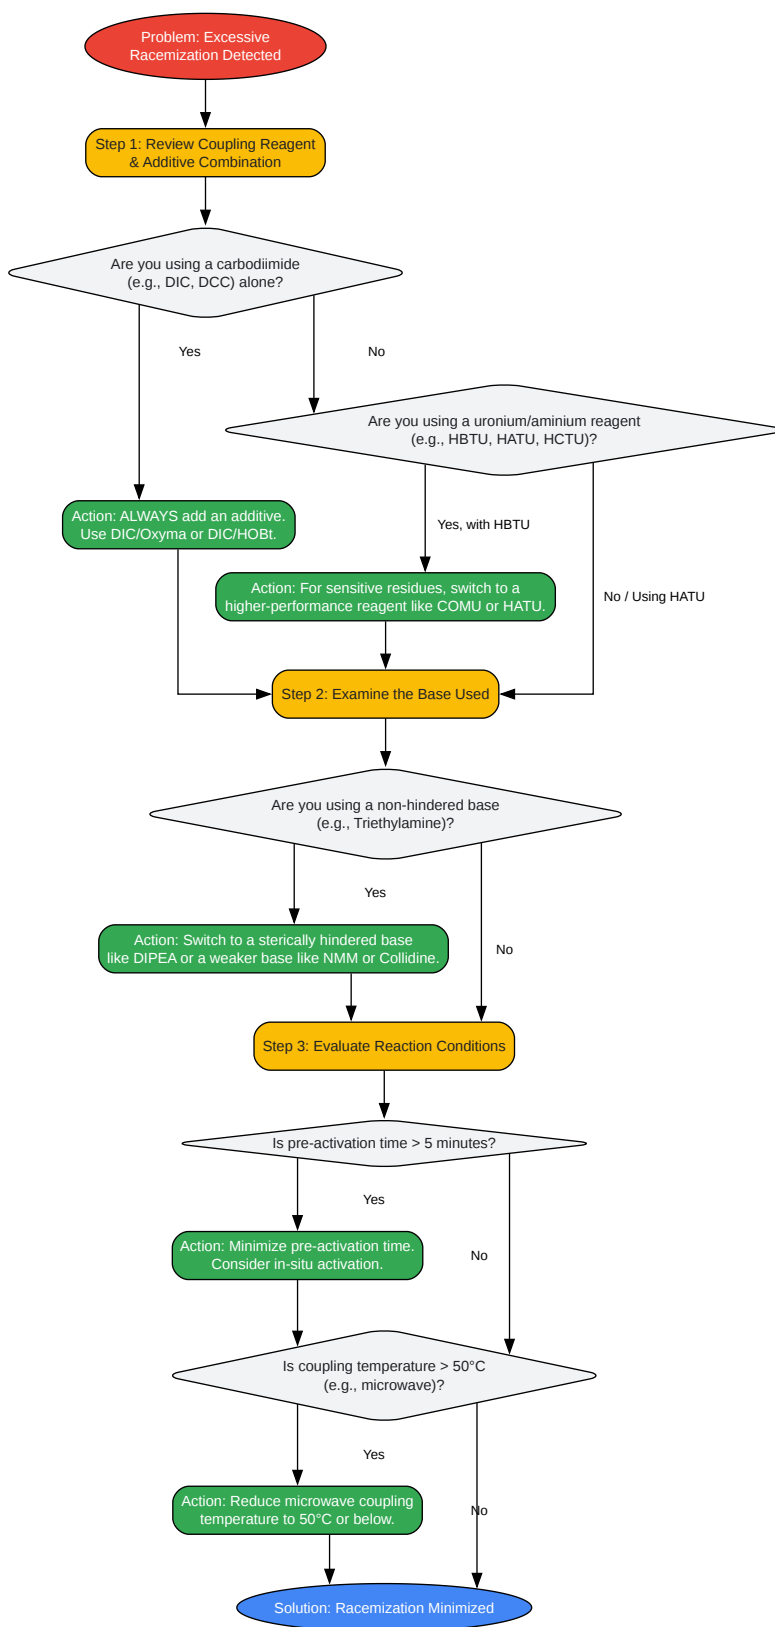 Problem: Excessive
Racemization Detected
Step 1: Review Coupling Reagent
& Additive Combination
Are you using a carbodiimide
(e.g., DIC, DCC) alone?
Yes
No
Are you using a uronium/aminium reagent
(e.g., HBTU, HATU, HCTU)?
Action: ALWAYS add an additive.
Use DIC/Oxyma or DIC/HOBt.
Yes, with HBTU
Action: For sensitive residues, switch to a
higher-performance reagent like COMU or HATU.
No / Using HATU
Step 2: Examine the Base Used
Are you using a non-hindered base
(e.g., Triethylamine)?
Yes
Action: Switch to a sterically hindered base
like DIPEA or a weaker base like NMM or Collidine.
No
Step 3: Evaluate Reaction Conditions
Is pre-activation time > 5 minutes?
Yes
Action: Minimize pre-activation time.
Consider in-situ activation.
No
Is coupling temperature > 50°C
(e.g., microwave)?
Yes
Action: Reduce microwave coupling
temperature to 50°C or below.
No
Solution: Racemization Minimized